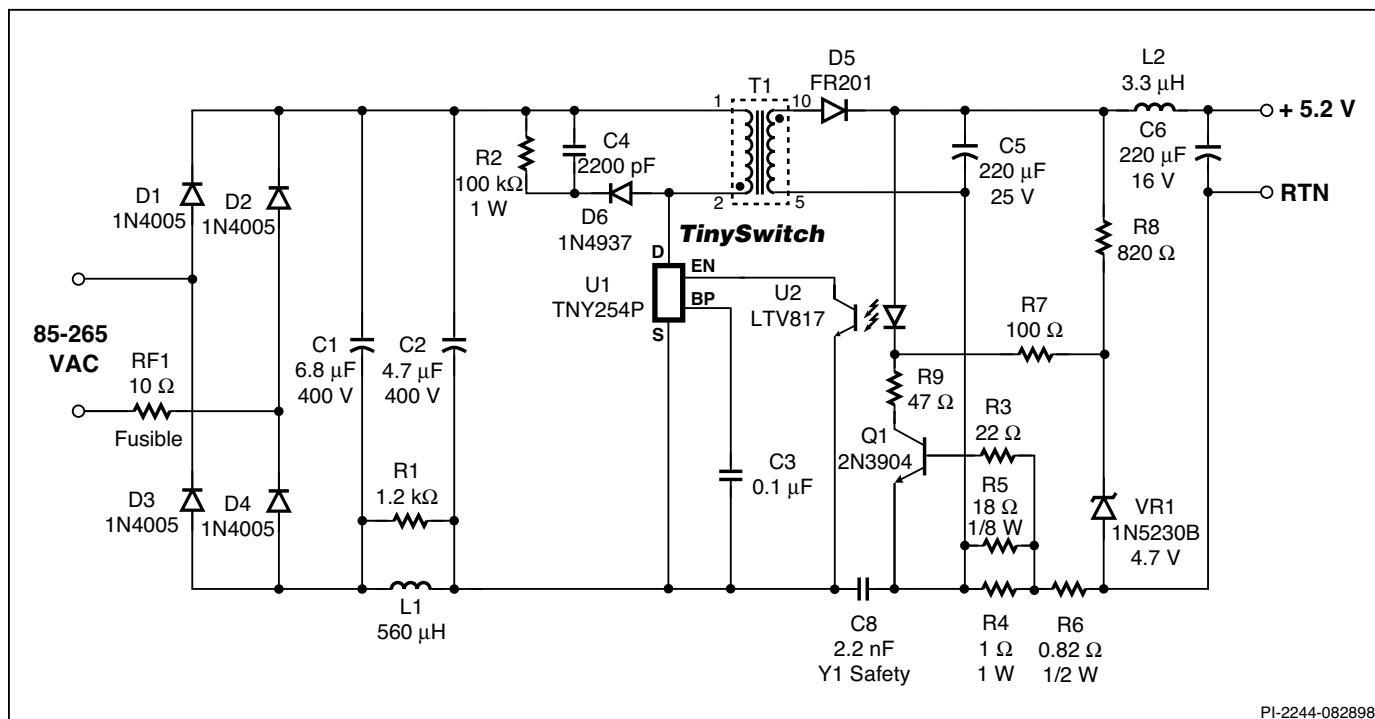 D5
FR201
L2
3.3 µH
T1
1
10
+ 5.2 V
C4
2200 pF
R2
100 kΩ
1 W
C5
220 µF
25 V
C6
220 µF
16 V
D1
1N4005
D2
1N4005
2
5
RTN
D6
1N4937
TinySwitch
R8
820 Ω
D
EN
U1
TNY254P
BP
S
U2
LTV817
R7
100 Ω
85-265
VAC
RF1
10 Ω
Fusible
C1
6.8 µF
400 V
C2
4.7 µF
400 V
R9
47 Ω
R3
22 Ω
Q1
2N3904
C3
0.1 µF
R1
1.2 kΩ
R5
18 Ω
1/8 W
D3
1N4005
D4
1N4005
VR1
1N5230B
4.7 V
L1
560 µH
C8
2.2 nF
Y1 Safety
R4
1 Ω
1 W
R6
0.82 Ω
1/2 W
PI-2244-082898